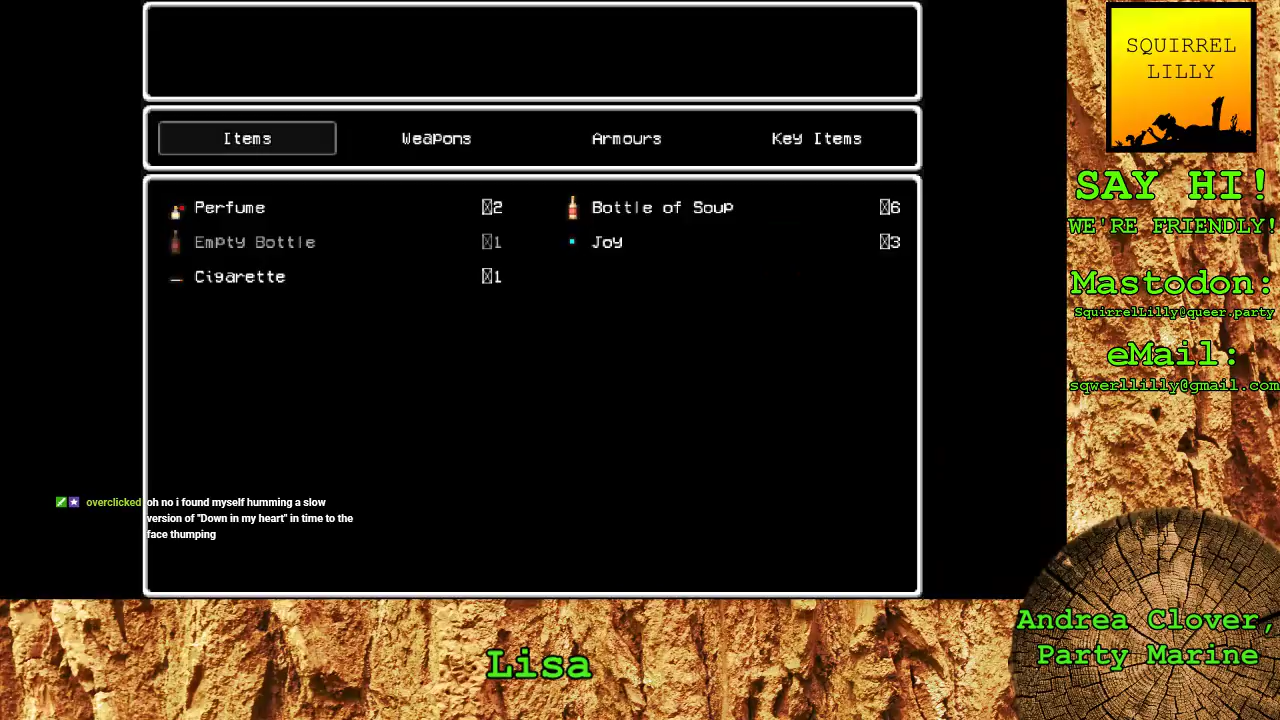 Items Weapons Armours Key Items
Perfume 2 Bottle of Soup 6
Empty Bottle 1 Joy 3
Cigarette 1
overclicked oh no i found myself humming a slow
version of "Down in my heart" in time to the
face thumping
SQUIRREL
LILLY
SAY HI!
WE'RE FRIENDLY!
Mastodon:
SquirrelLilly@queer.party
eMail:
sqwerllilly@gmail.com
Andrea Clover,
Party Marine
Lisa